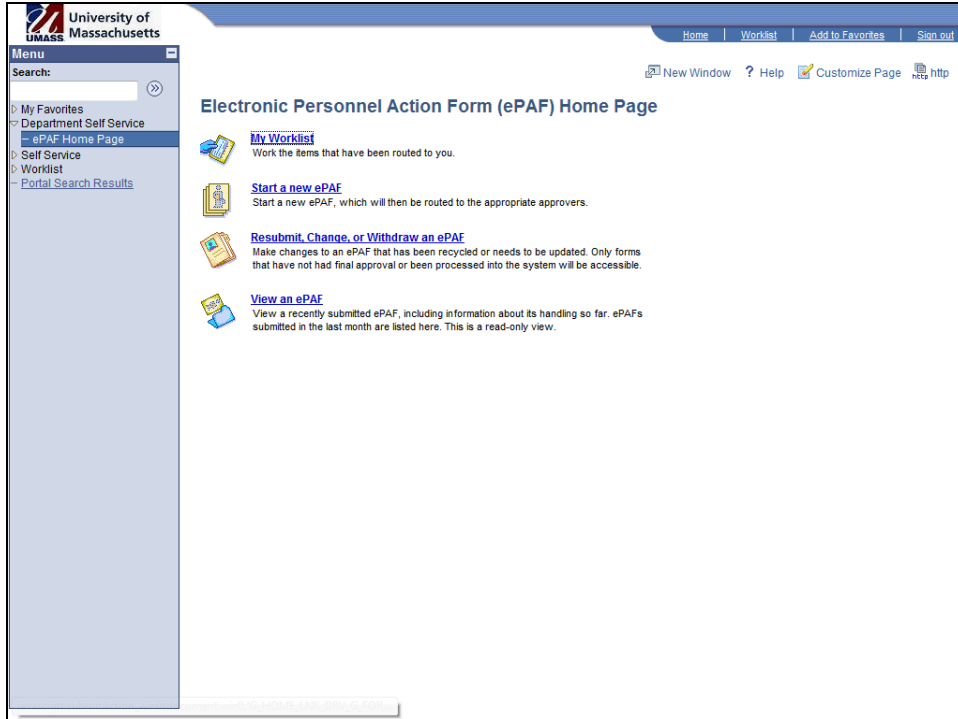 University of
Massachusetts
UMASS
Home | Worklist | Add to Favorites | Sign out
Menu
Search:
New Window ? Help Customize Page http
My Favorites
Department Self Service
– ePAF Home Page
Self Service
Worklist
– Portal Search Results
Electronic Personnel Action Form (ePAF) Home Page
My Worklist
Work the items that have been routed to you.
Start a new ePAF
Start a new ePAF, which will then be routed to the appropriate approvers.
Resubmit, Change, or Withdraw an ePAF
Make changes to an ePAF that has been recycled or needs to be updated. Only forms
that have not had final approval or been processed into the system will be accessible.
View an ePAF
View a recently submitted ePAF, including information about its handling so far. ePAFs
submitted in the last month are listed here. This is a read-only view.